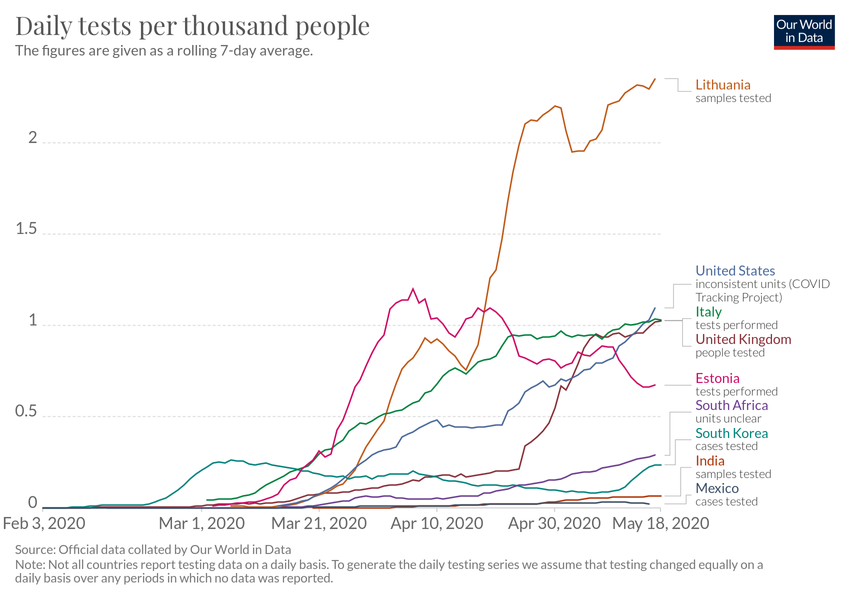 Daily tests per thousand people
The figures are given as a rolling 7-day average.
Our World
in Data
Lithuania
samples tested
2
1.5
United States
inconsistent units (COVID
Tracking Project)
Italy
tests performed
1
United Kingdom
people tested
Estonia
tests performed
South Africa
units unclear
0.5
South Korea
cases tested
India
samples tested
Mexico
cases tested
0
Feb 3, 2020
Mar 1, 2020
Mar 21, 2020
Apr 10, 2020
Apr 30, 2020
May 18, 2020
Source: Official data collated by Our World in Data
Note: Not all countries report testing data on a daily basis. To generate the daily testing series we assume that testing changed equally on a
daily basis over any periods in which no data was reported.